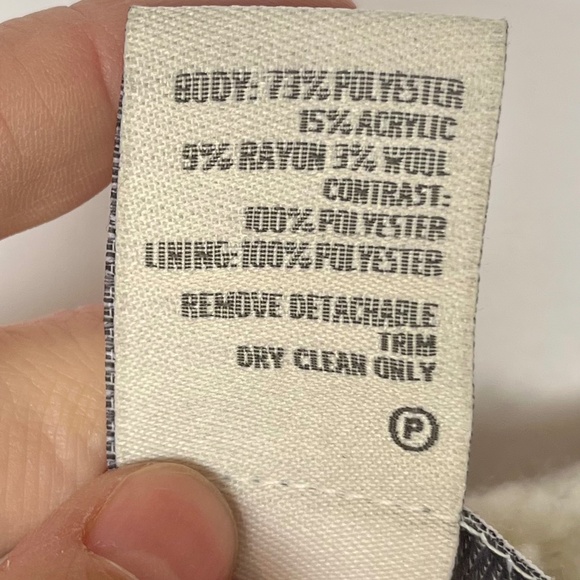 BODY: 73% POLYESTER
15% ACRYLIC
9% RAYON 3% WOOL
CONTRAST:
100% POLYESTER
LINING: 100% POLYESTER
REMOVE DETACHABLE
TRIM
DRY CLEAN ONLY
P